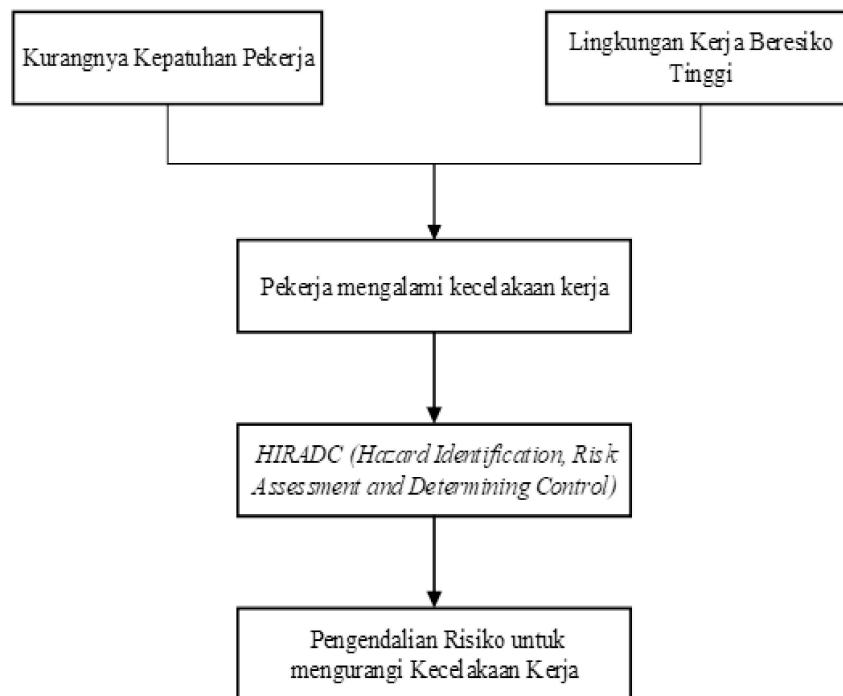 Kurangnya Kepatuhan Pekerja
Lingkungan Kerja Beresiko
Tinggi
Pekerja mengalami kecelakaan kerja
HIRADC (Hazard Identification, Risk
Assessment and Determining Control)
Pengendalian Risiko untuk
mengurangi Kecelakaan Kerja